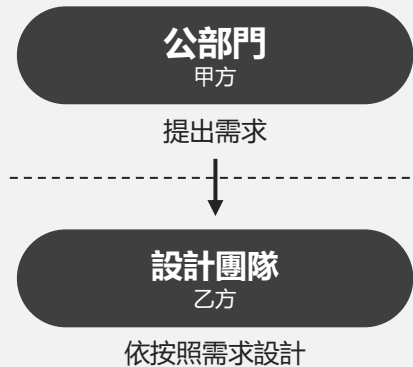 公部門
甲方
提出需求
設計團隊
乙方
依按照需求設計